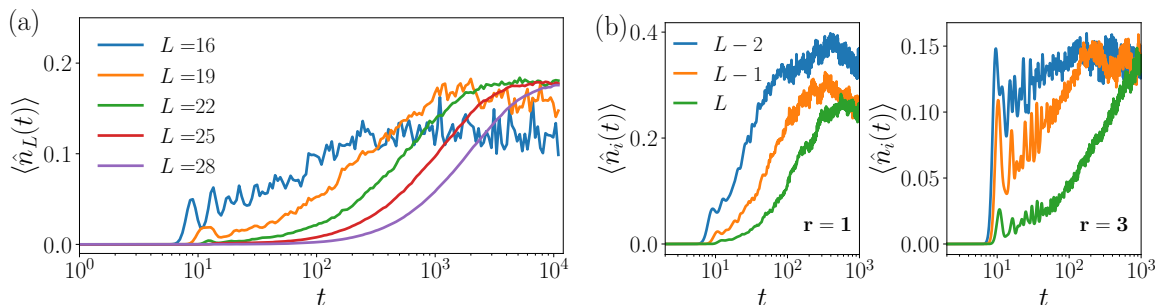 (a)
⟨n̂_L(t)⟩
0.2
0.1
0.0
L =16
L =19
L =22
L =25
L =28
10^0
10^1
10^2
10^3
10^4
t
(b)
⟨n̂_i(t)⟩
0.4
0.2
0.0
L − 2
L − 1
L
r = 1
10^1
10^2
10^3
t
⟨n̂_i(t)⟩
0.15
0.10
0.05
0.00
r = 3
10^1
10^2
10^3
t